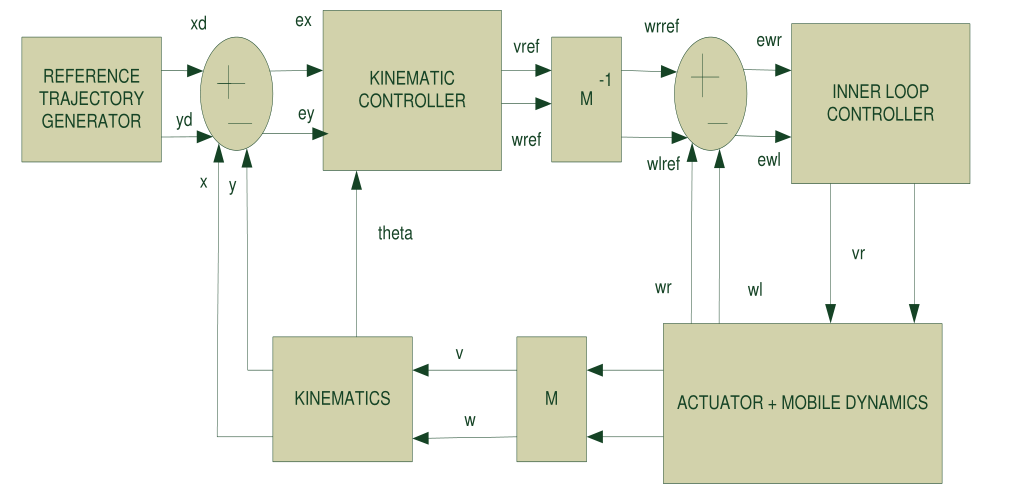 xd
ex
wrref
ewr
vref
REFERENCE
TRAJECTORY
GENERATOR
KINEMATIC
CONTROLLER
M
-1
INNER LOOP
CONTROLLER
yd
ey
wref
wlref
ewl
x
y
theta
vr
wr
wl
v
KINEMATICS
M
ACTUATOR + MOBILE DYNAMICS
w